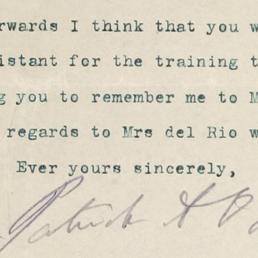 rwards I think that you w
istant for the training t
g you to remember me to M
regards to Mrs del Rio w
Ever yours sincerely,
Patrick A